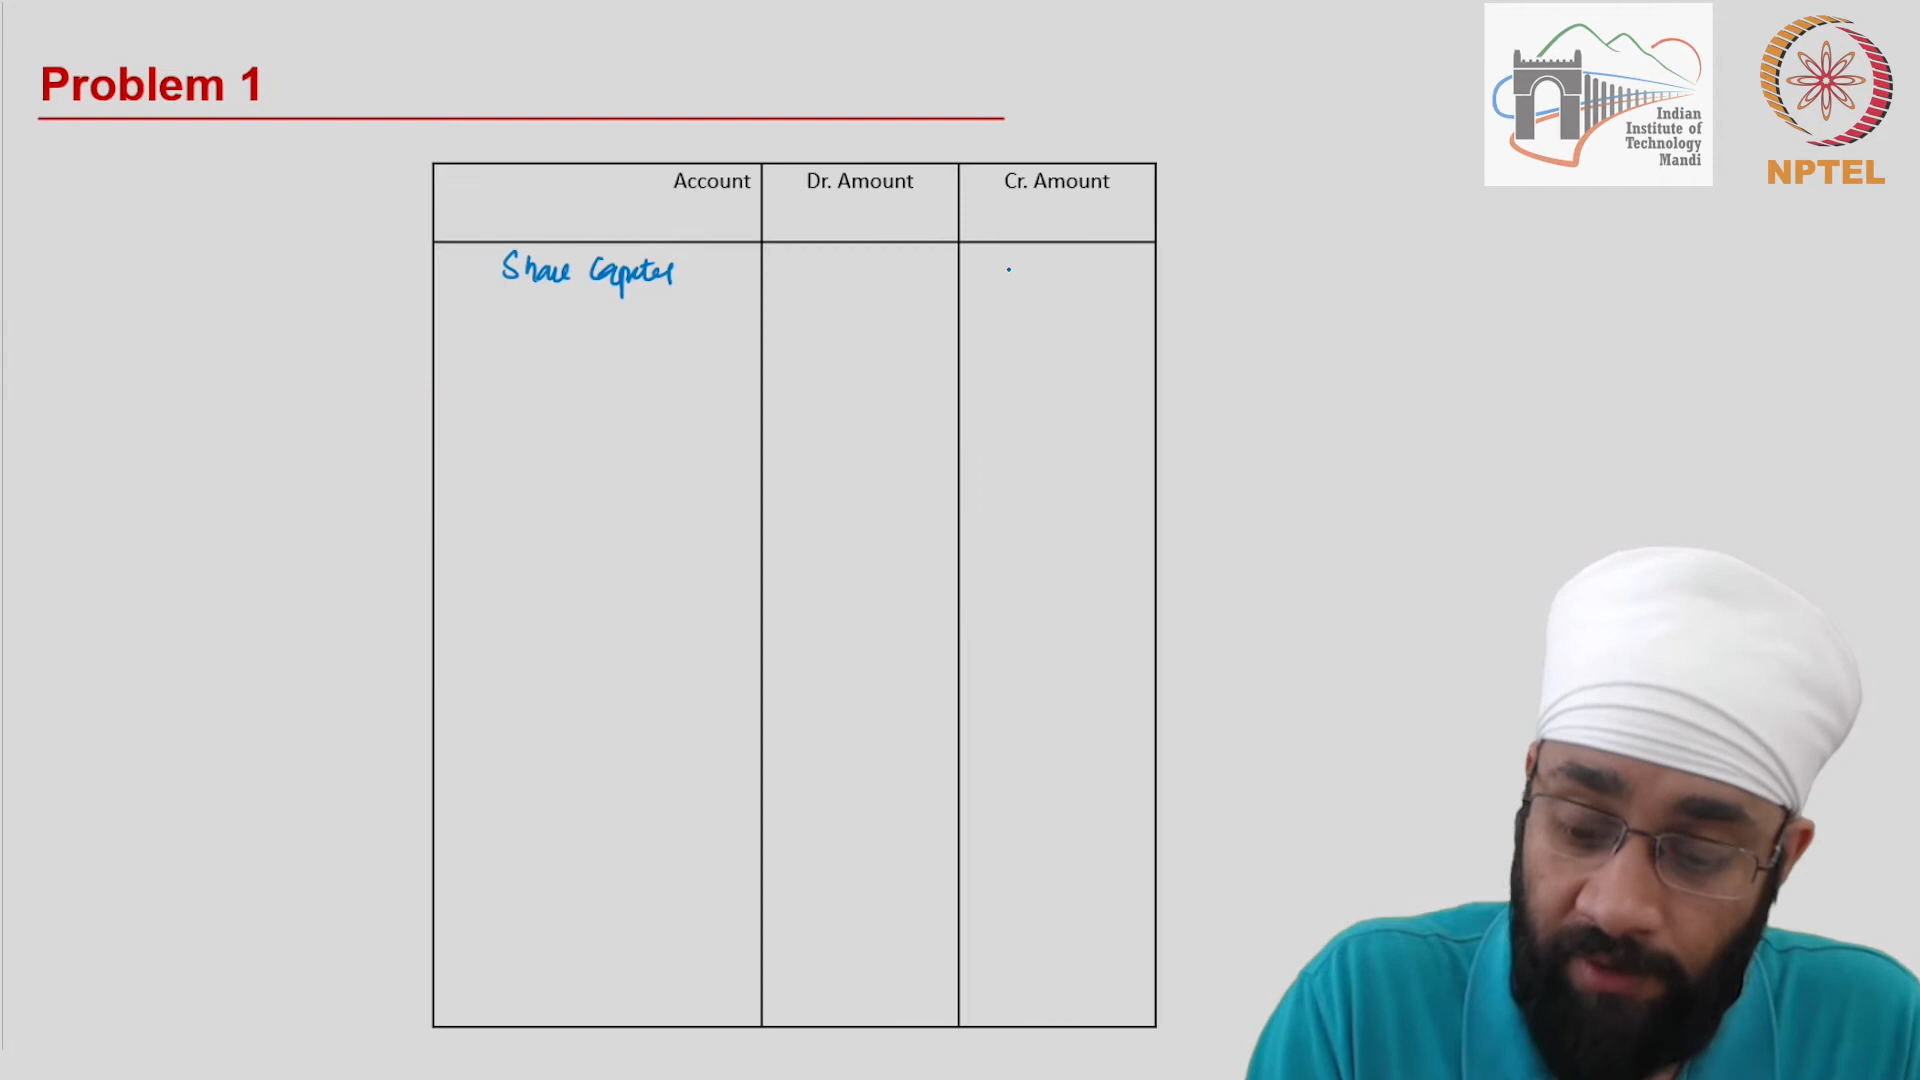 Problem 1
Indian
Institute of
Technology
Mandi
NPTEL
Account Dr. Amount Cr. Amount
Share Capital